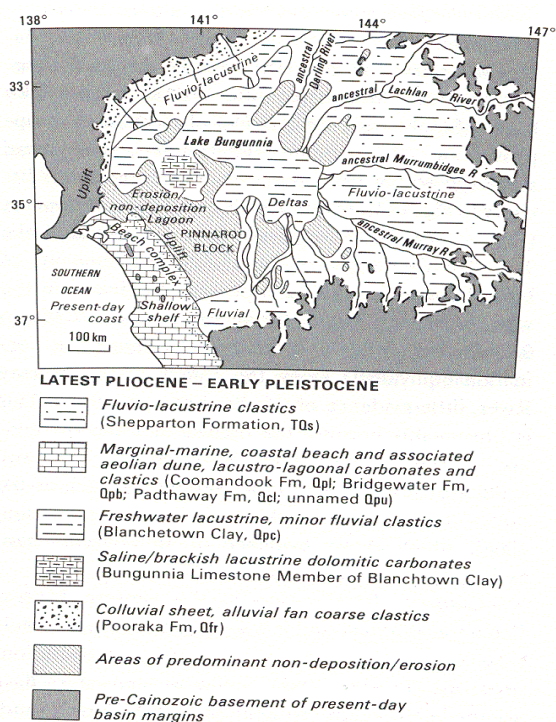 138°
141°
144°
147°
33°
35°
37°
Fluvio-lacustrine
ancestral
Darling River
ancestral Lachlan River
Lake Bungunnia
ancestral Murrumbidgee R
Fluvio-lacustrine
Uplift
Erosion/
non-deposition
Lagoon
Deltas
PINNAROO
BLOCK
Uplift
Beach complex
ancestral Murray R
SOUTHERN
OCEAN
Present-day
coast
Shallow
shelf
Fluvial
100 km
LATEST PLIOCENE – EARLY PLEISTOCENE
Fluvio-lacustrine clastics
(Shepparton Formation, TQs)
Marginal-marine, coastal beach and associated
aeolian dune, lacustro-lagoonal carbonates and
clastics (Coomandook Fm, Qpl; Bridgewater Fm,
Qpb; Padthaway Fm, Qcl; unnamed Qpu)
Freshwater lacustrine, minor fluvial clastics
(Blanchetown Clay, Qpc)
Saline/brackish lacustrine dolomitic carbonates
(Bungunnia Limestone Member of Blanchtown Clay)
Colluvial sheet, alluvial fan coarse clastics
(Pooraka Fm, Qfr)
Areas of predominant non-deposition/erosion
Pre-Cainozoic basement of present-day
basin margins